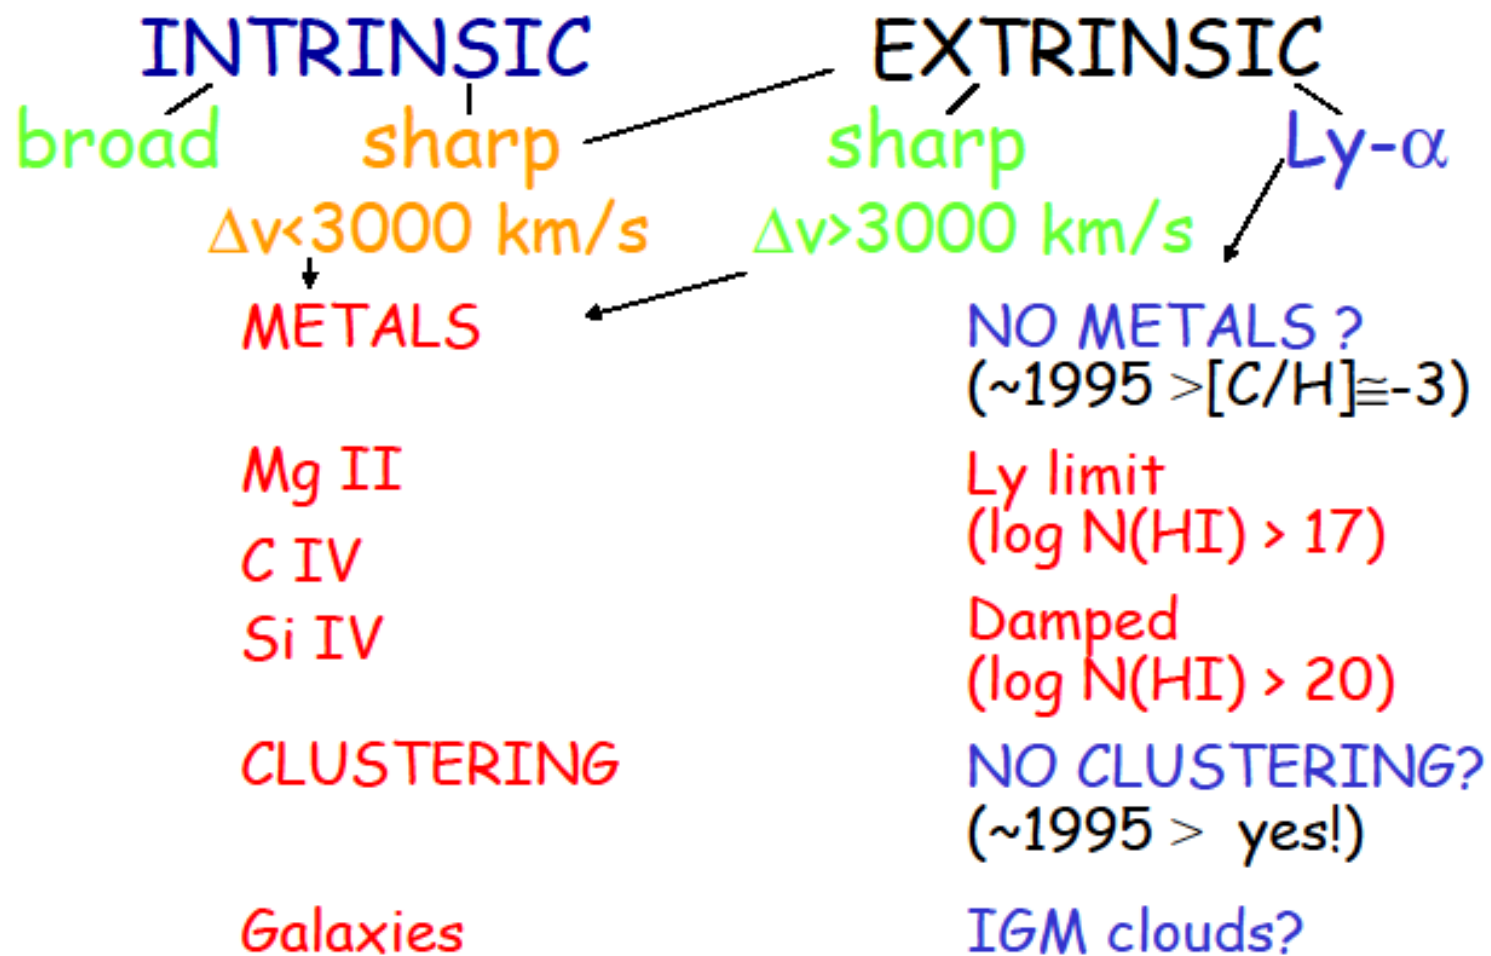 INTRINSIC
EXTRINSIC
broad
sharp
sharp
Ly-α
Δv<3000 km/s
Δv>3000 km/s
METALS
NO METALS ?
(~1995 >[C/H]≅-3)
Mg II
Ly limit
(log N(HI) > 17)
C IV
Si IV
Damped
(log N(HI) > 20)
CLUSTERING
NO CLUSTERING?
(~1995 > yes!)
Galaxies
IGM clouds?